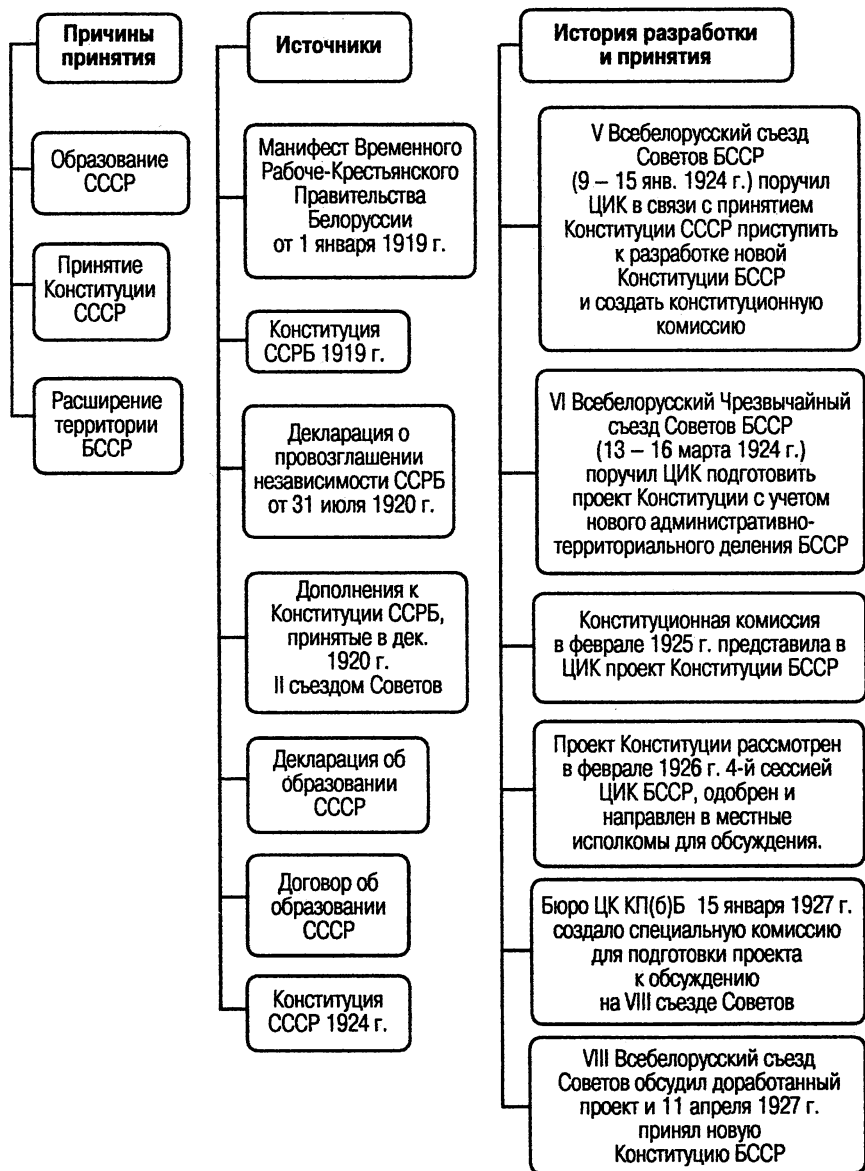 Причины
принятия
Образование
СССР
Принятие
Конституции
СССР
Расширение
территории
БССР
Источники
Манифест Временного
Рабоче-Крестьянского
Правительства
Белоруссии
от 1 января 1919 г.
Конституция
ССРБ 1919 г.
Декларация о
провозглашении
независимости ССРБ
от 31 июля 1920 г.
Дополнения к
Конституции ССРБ,
принятые в дек.
1920 г.
II съездом Советов
Декларация об
образовании
СССР
Договор об
образовании
СССР
Конституция
СССР 1924 г.
История разработки
и принятия
V Всебелорусский съезд
Советов БССР
(9 – 15 янв. 1924 г.) поручил
ЦИК в связи с принятием
Конституции СССР приступить
к разработке новой
Конституции БССР
и создать конституционную
комиссию
VI Всебелорусский Чрезвычайный
съезд Советов БССР
(13 – 16 марта 1924 г.)
поручил ЦИК подготовить
проект Конституции с учетом
нового административно-
территориального деления БССР
Конституционная комиссия
в феврале 1925 г. представила в
ЦИК проект Конституции БССР
Проект Конституции рассмотрен
в феврале 1926 г. 4-й сессией
ЦИК БССР, одобрен и
направлен в местные
исполкомы для обсуждения.
Бюро ЦК КП(б)Б 15 января 1927 г.
создало специальную комиссию
для подготовки проекта
к обсуждению
на VIII съезде Советов
VIII Всебелорусский съезд
Советов обсудил доработанный
проект и 11 апреля 1927 г.
принял новую
Конституцию БССР